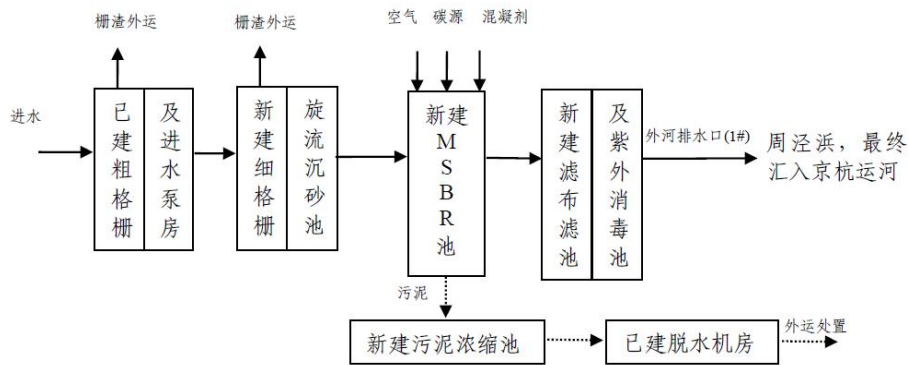 栅渣外运
栅渣外运
空气 碳源 混凝剂
进水
已建粗格栅
及进水泵房
新建细格栅
旋流沉砂池
新建MSBR池
新建滤布滤池
及紫外消毒池
外河排水口(1#)
周泾浜，最终
汇入京杭运河
污泥
新建污泥浓缩池
已建脱水机房
外运处置